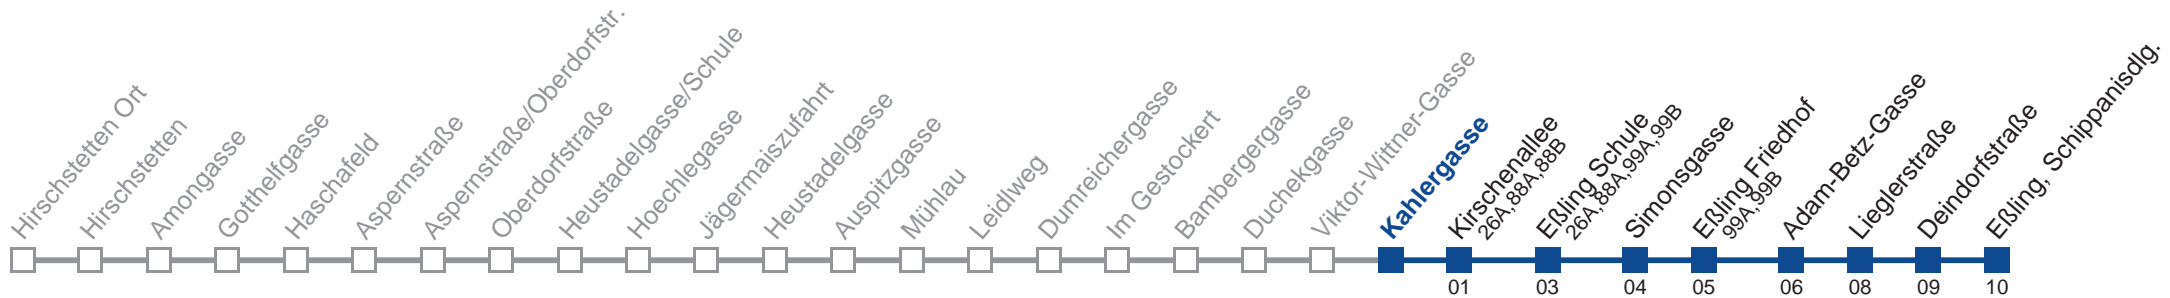 Hirschstetten Ort
Hirschstetten
Amongasse
Gotthelfgasse
Haschafeld
Aspernstraße
Aspernstraße/Oberdorfstr.
Oberdorfstraße
Heustadelgasse/Schule
Hoechlegasse
Jägermaiszufahrt
Heustadelgasse
Auspitzgasse
Mühlau
Leidlweg
Dumreichergasse
Im Gestockert
Bambergergasse
Duchekgasse
Viktor-Wittner-Gasse
Kahlergasse
Kirschenallee
26A,88A,88B
Eßling Schule
26A,88A,99A,99B
Simonsgasse
Eßling Friedhof
99A,99B
Adam-Betz-Gasse
Lieglerstraße
Deindorfstraße
Eßling, Schippanisdlg.
01 03 04 05 06 08 09 10